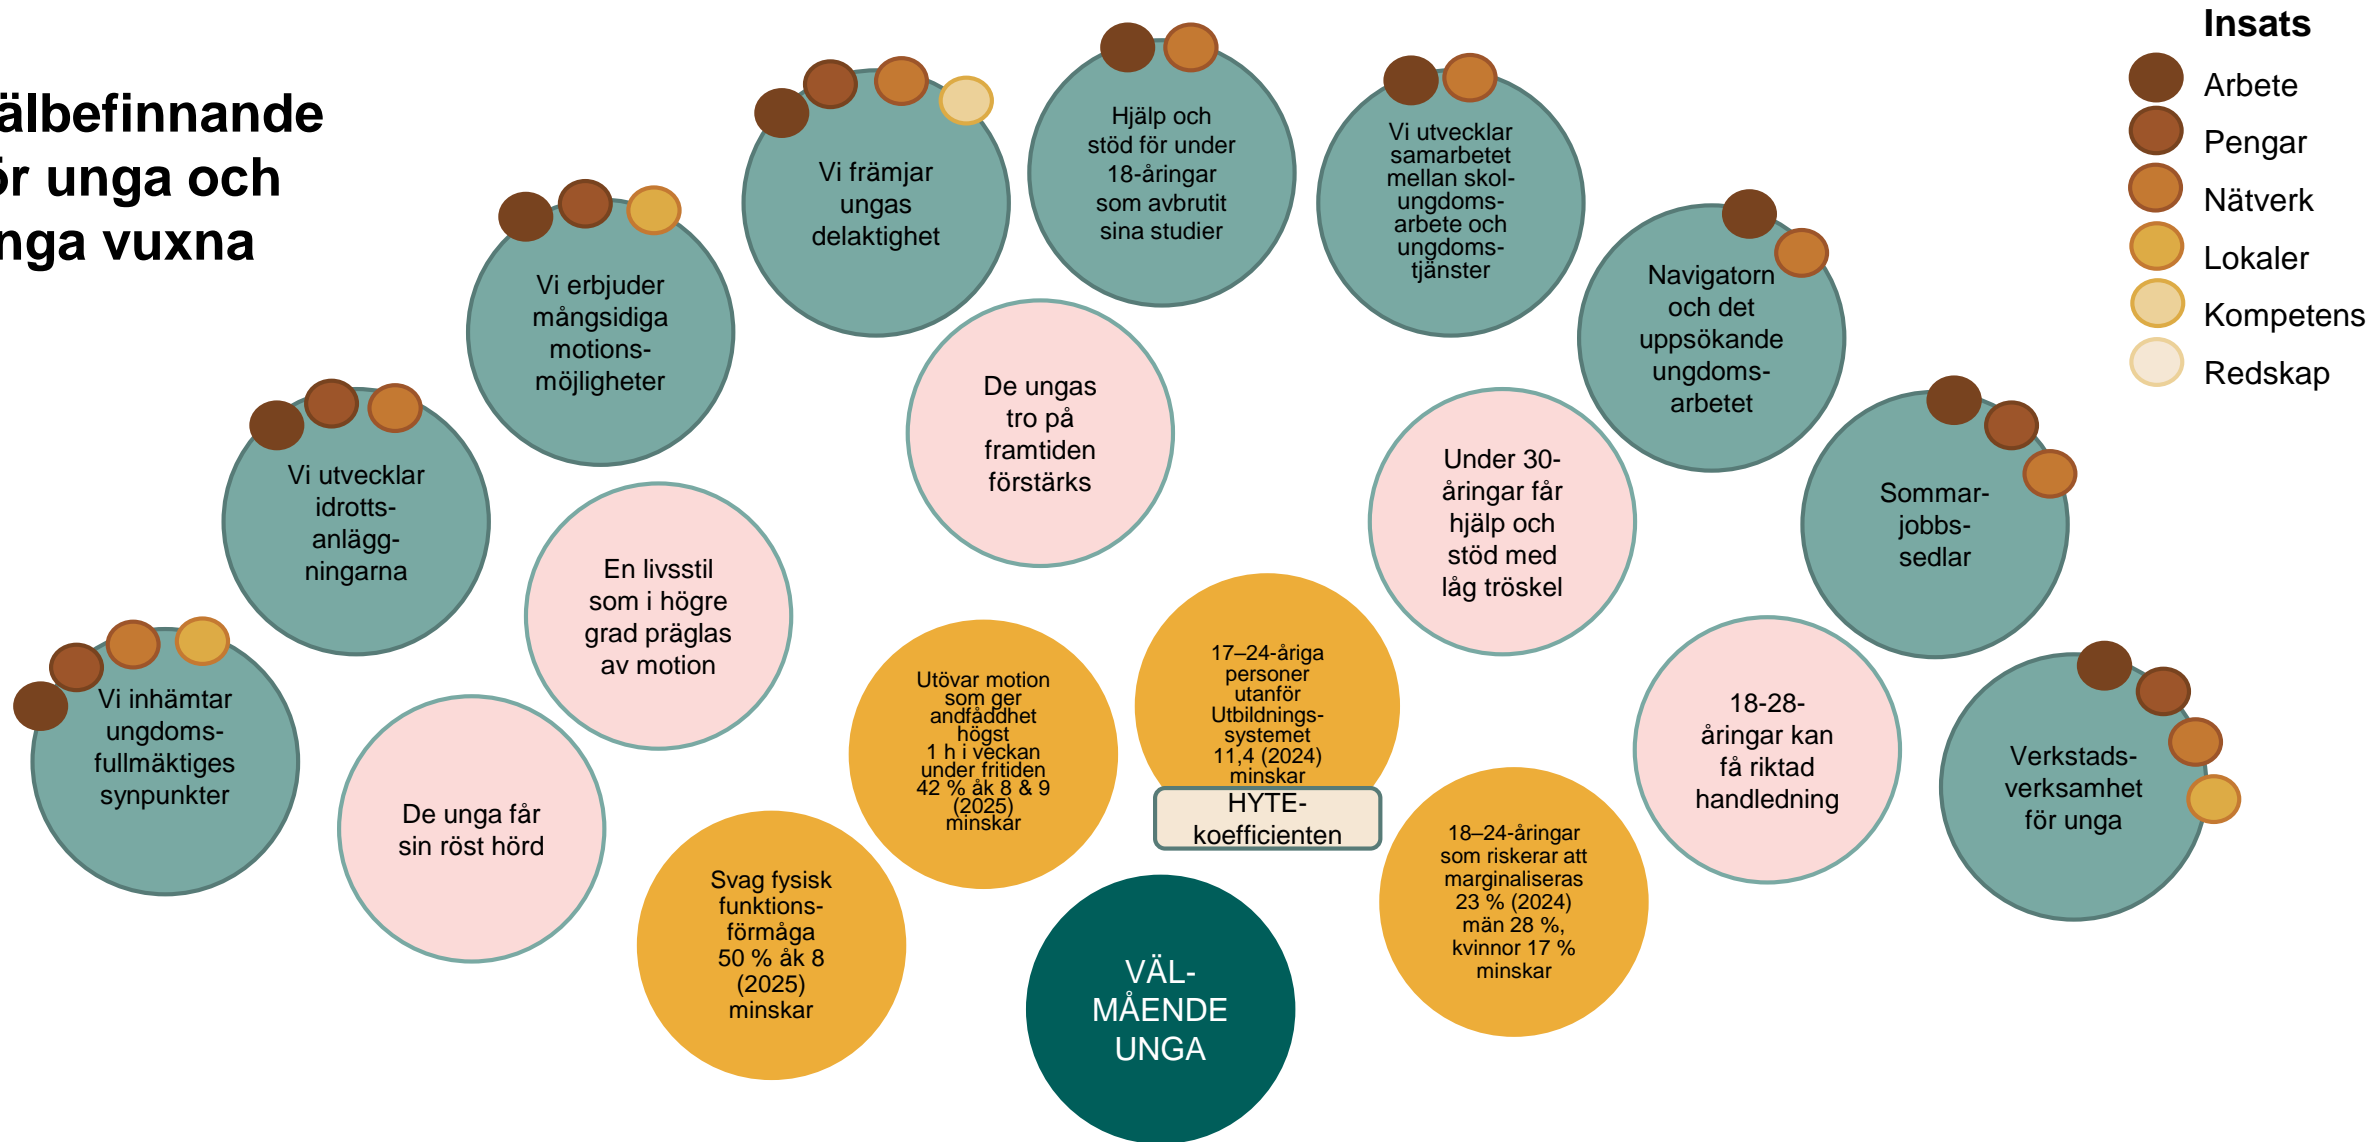 älbefinnande
ör unga och
nga vuxna
Insats
Arbete
Pengar
Nätverk
Lokaler
Kompetens
Redskap
Vi inhämtar
ungdoms-
fullmäktiges
synpunkter
Vi utvecklar
idrotts-
anlägg-
ningarna
Vi erbjuder
mångsidiga
motions-
möjligheter
Vi främjar
ungas
delaktighet
Hjälp och
stöd för under
18-åringar
som avbrutit
sina studier
Vi utvecklar
samarbetet
mellan skol-
ungdoms-
arbete och
ungdoms-
tjänster
Navigatorn
och det
uppsökande
ungdoms-
arbetet
Sommar-
jobbs-
sedlar
Verkstads-
verksamhet
för unga
De unga får
sin röst hörd
En livsstil
som i högre
grad präglas
av motion
De ungas
tro på
framtiden
förstärks
Under 30-
åringar får
hjälp och
stöd med
låg tröskel
18-28-
åringar kan
få riktad
handledning
Svag fysisk
funktions-
förmåga
50 % åk 8
(2025)
minskar
Utövar motion
som ger
andfåddhet
högst
1 h i veckan
under fritiden
42 % åk 8 & 9
(2025)
minskar
17–24-åriga
personer
utanför
Utbildnings-
systemet
11,4 (2024)
minskar
HYTE-
koefficienten
18–24-åringar
som riskerar att
marginaliseras
23 % (2024)
män 28 %,
kvinnor 17 %
minskar
VÄL-
MÅENDE
UNGA